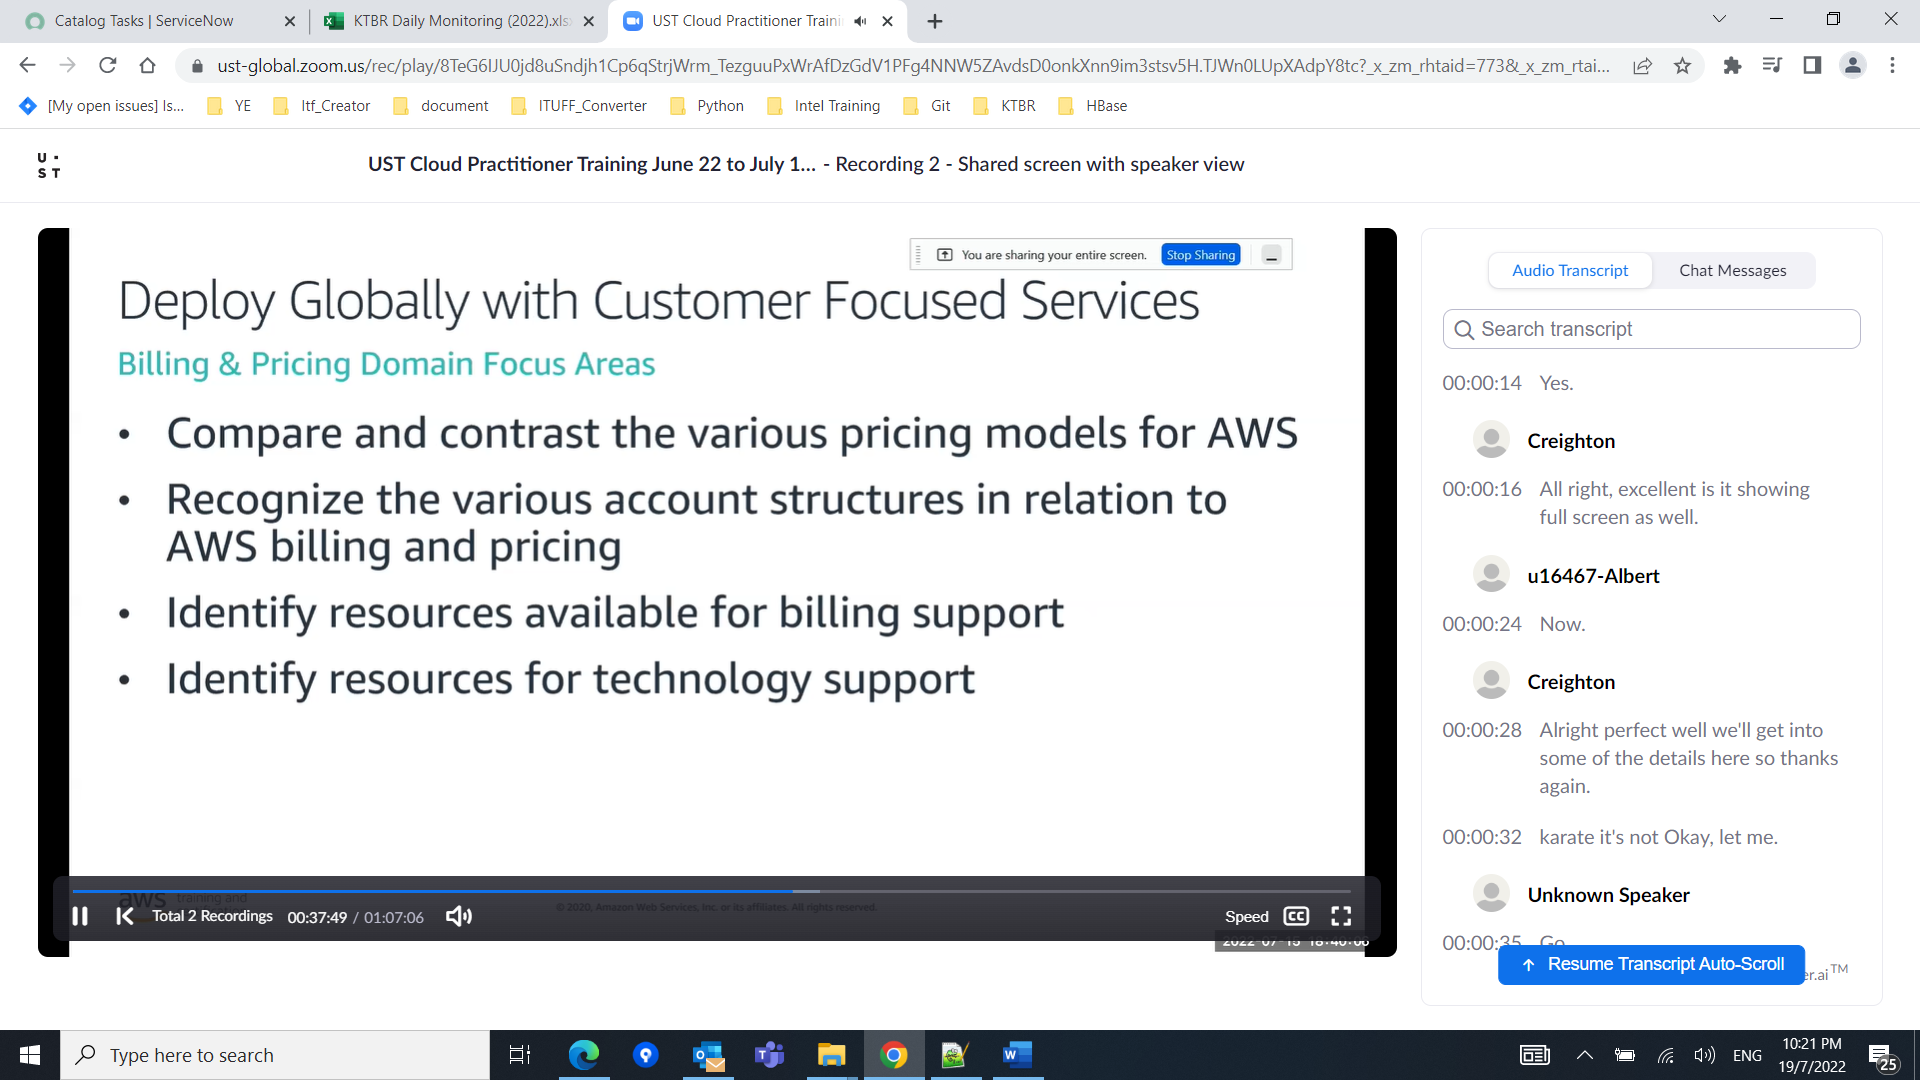 Catalog Tasks | ServiceNow
KTBR Daily Monitoring (2022).xls
UST Cloud Practitioner Traini
ust-global.zoom.us/rec/play/8TeG6IJU0jd8uSndjh1Cp6qStrjWrm_TezguuPxWrAfDzGdV1PFg4NNW5ZAvdsD0onkXnn9im3stsv5H.TJWn0LUpXAdpY8tc?_x_zm_rhtaid=773&_x_zm_rtai...
[My open issues] Is...
YE
Itf_Creator
document
ITUFF_Converter
Python
Intel Training
Git
KTBR
HBase
U.
ST
UST Cloud Practitioner Training June 22 to July 1... - Recording 2 - Shared screen with speaker view
You are sharing your entire screen. Stop Sharing
Deploy Globally with Customer Focused Services
Billing & Pricing Domain Focus Areas
• Compare and contrast the various pricing models for AWS
• Recognize the various account structures in relation to
AWS billing and pricing
• Identify resources available for billing support
• Identify resources for technology support
aws training and
© 2020, Amazon Web Services, Inc. or its affiliates. All rights reserved.
Total 2 Recordings 00:37:49 / 01:07:06
Speed CC
2022-07-15 18:40:06
Audio Transcript
Chat Messages
Search transcript
00:00:14 Yes.
Creighton
00:00:16 All right, excellent is it showing
full screen as well.
u16467-Albert
00:00:24 Now.
Creighton
00:00:28 Alright perfect well we'll get into
some of the details here so thanks
again.
00:00:32 karate it's not Okay, let me.
Unknown Speaker
00:00:35 Go
Resume Transcript Auto-Scroll
er.ai™
Type here to search
ENG
10:21 PM
19/7/2022
25